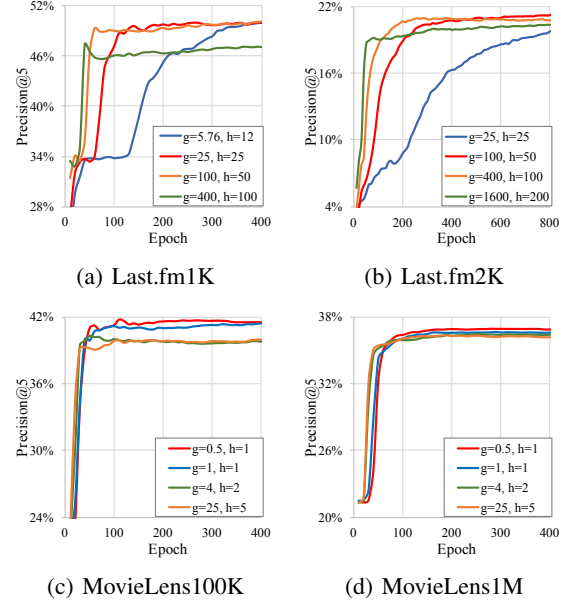 52%
46%
40%
34%
28%
Precision@5
g=5.76, h=12
g=25, h=25
g=100, h=50
g=400, h=100
0 100 200 300 400
Epoch
(a) Last.fm1K
22%
16%
10%
4%
Precision@5
g=25, h=25
g=100, h=50
g=400, h=100
g=1600, h=200
0 200 400 600 800
Epoch
(b) Last.fm2K
42%
36%
30%
24%
Precision@5
g=0.5, h=1
g=1, h=1
g=4, h=2
g=25, h=5
0 100 200 300 400
Epoch
(c) MovieLens100K
38%
32%
26%
20%
Precision@5
g=0.5, h=1
g=1, h=1
g=4, h=2
g=25, h=5
0 100 200 300 400
Epoch
(d) MovieLens1M